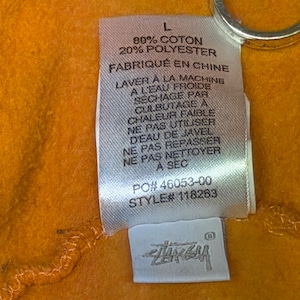 L
80% COTON
20% POLYESTER
FABRIQUÉ EN CHINE
LAVER À LA MACHINE
A L'EAU FROIDE
SÉCHAGE PAR
CULBUTAGE À
CHALEUR FAIBLE
NE PAS UTILISER
D'EAU DE JAVEL
NE PAS REPASSER
NE PAS NETTOYER
À SEC
PO# 46053-00
STYLE# 118263
STÜSSY